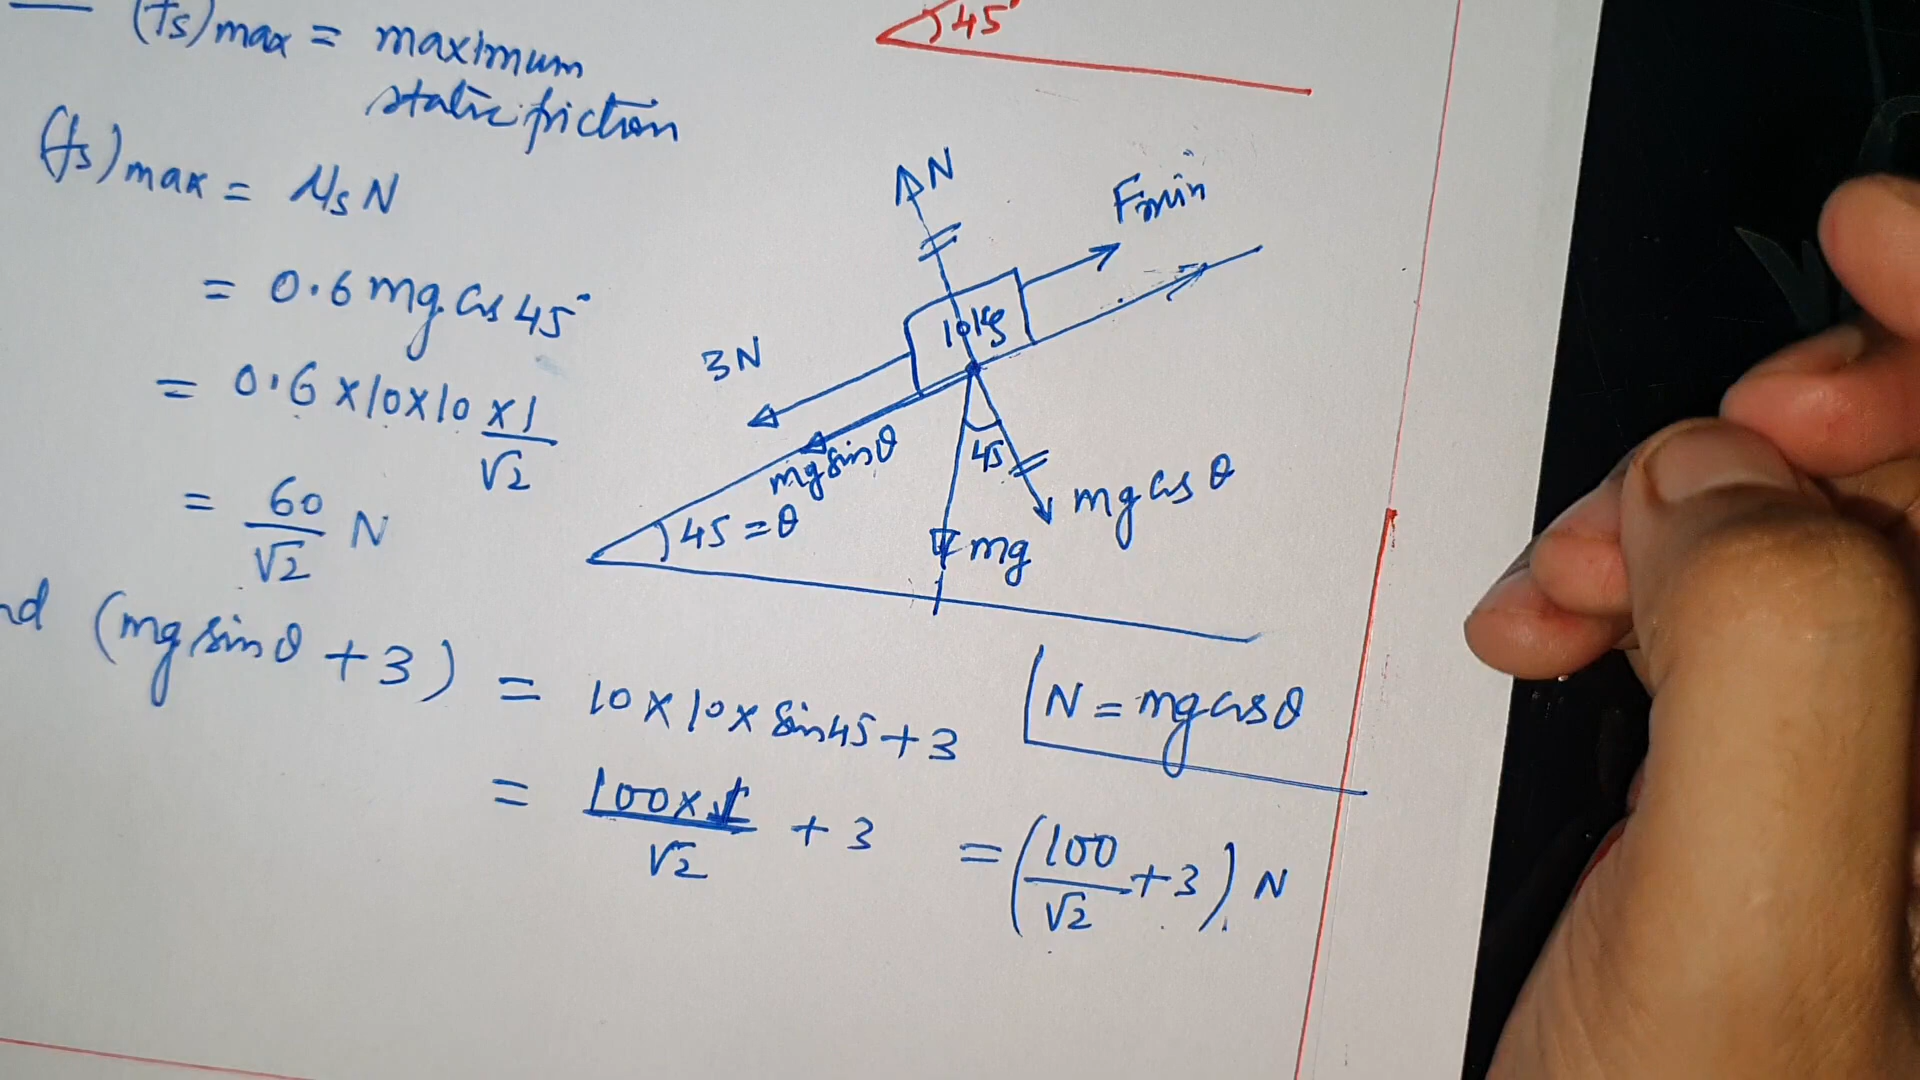 (fs)max = maximum
static friction
45°
(fs)max = μs N
= 0.6 mg cos 45°
= 0.6 × 10 × 10 × 1/√2
= 60/√2 N
N
Fmin
10kg
3N
mg sin θ
45
mg cos θ
45 = θ
mg
(mg sin θ + 3) = 10 × 10 × sin 45 + 3
N = mg cos θ
= 100 × 1/√2 + 3 = (100/√2 + 3) N